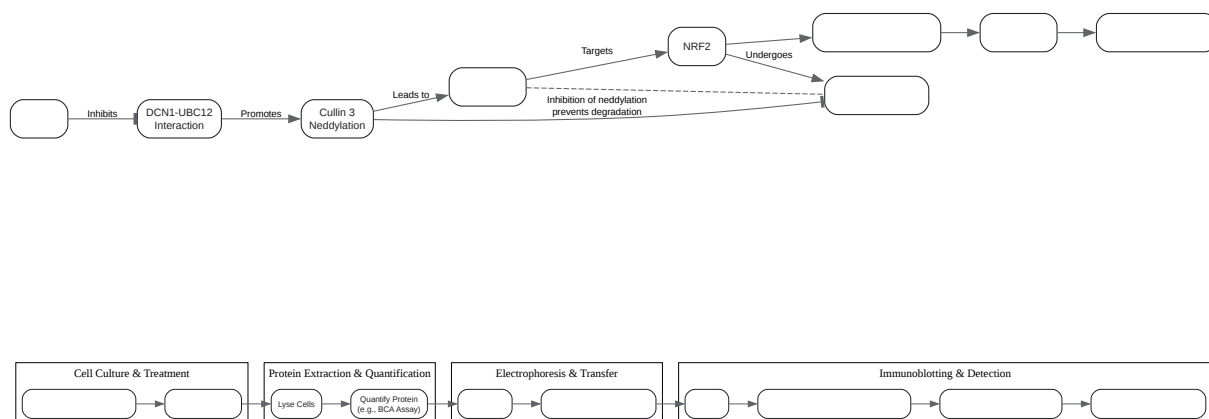 NRF2
Targets
Undergoes
Leads to
Inhibition of neddylation
prevents degradation
Inhibits
DCN1-UBC12
Interaction
Promotes
Cullin 3
Neddylation
Cell Culture & Treatment
Protein Extraction & Quantification
Lyse Cells
Quantify Protein
(e.g., BCA Assay)
Electrophoresis & Transfer
Immunoblotting & Detection